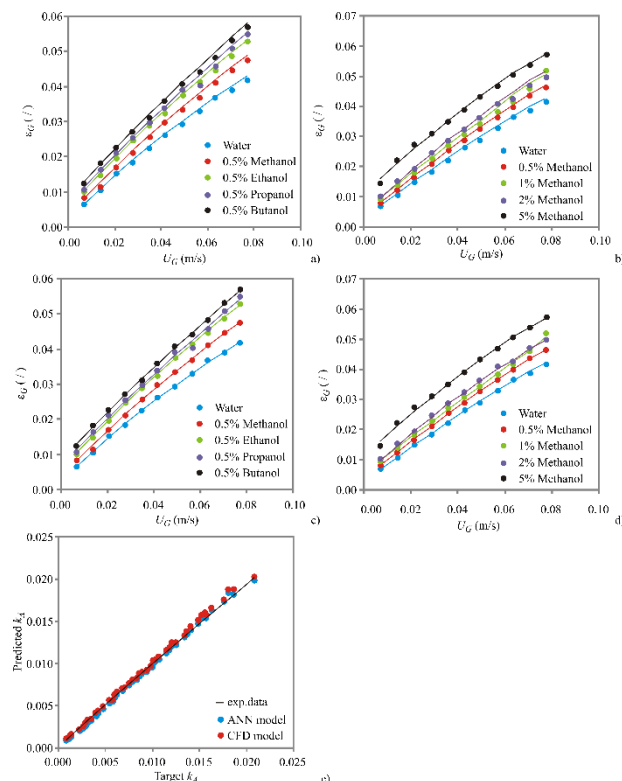 0.06
0.05
0.04
0.03
0.02
0.01
0.00
εG (/)
Water
0.5% Methanol
0.5% Ethanol
0.5% Propanol
0.5% Butanol
0.00 0.02 0.04 0.06 0.08 0.10
UG (m/s)
a)
0.07
0.06
0.05
0.04
0.03
0.02
0.01
0.00
εG (/)
Water
0.5% Methanol
1% Methanol
2% Methanol
5% Methanol
0.00 0.02 0.04 0.06 0.08 0.10
UG (m/s)
b)
0.06
0.05
0.04
0.03
0.02
0.01
0.00
εG (/)
Water
0.5% Methanol
0.5% Ethanol
0.5% Propanol
0.5% Butanol
0.00 0.02 0.04 0.06 0.08 0.10
UG (m/s)
c)
0.07
0.06
0.05
0.04
0.03
0.02
0.01
0.00
εG (/)
Water
0.5% Methanol
1% Methanol
2% Methanol
5% Methanol
0.00 0.02 0.04 0.06 0.08 0.10
UG (m/s)
d)
0.025
0.020
0.015
0.010
0.005
0.000
Predicted kA
exp.data
ANN model
CFD model
0.000 0.005 0.010 0.015 0.020 0.025
Target kA